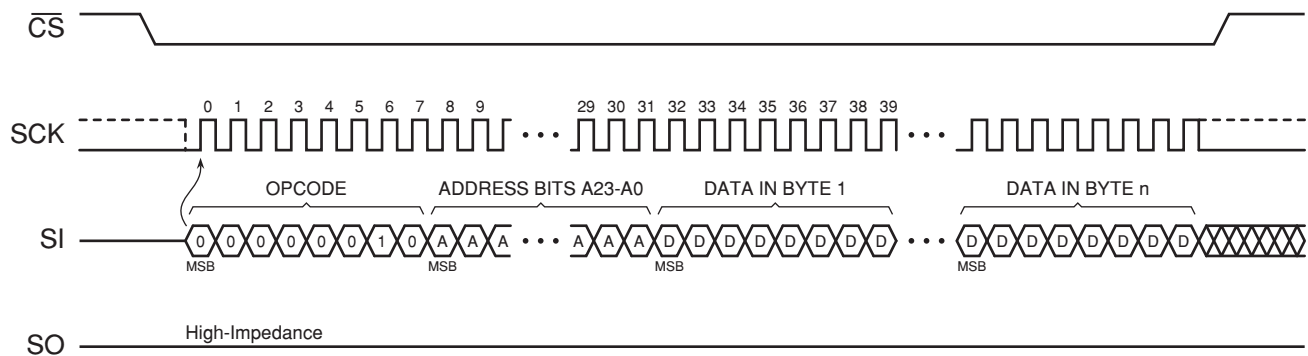 CS
0 1 2 3 4 5 6 7 8 9 29 30 31 32 33 34 35 36 37 38 39
SCK
OPCODE ADDRESS BITS A23-A0 DATA IN BYTE 1 DATA IN BYTE n
SI 0 0 0 0 0 0 1 0 A A A A A A D D D D D D D D D D D D D D D D
MSB MSB MSB MSB
High-Impedance
SO